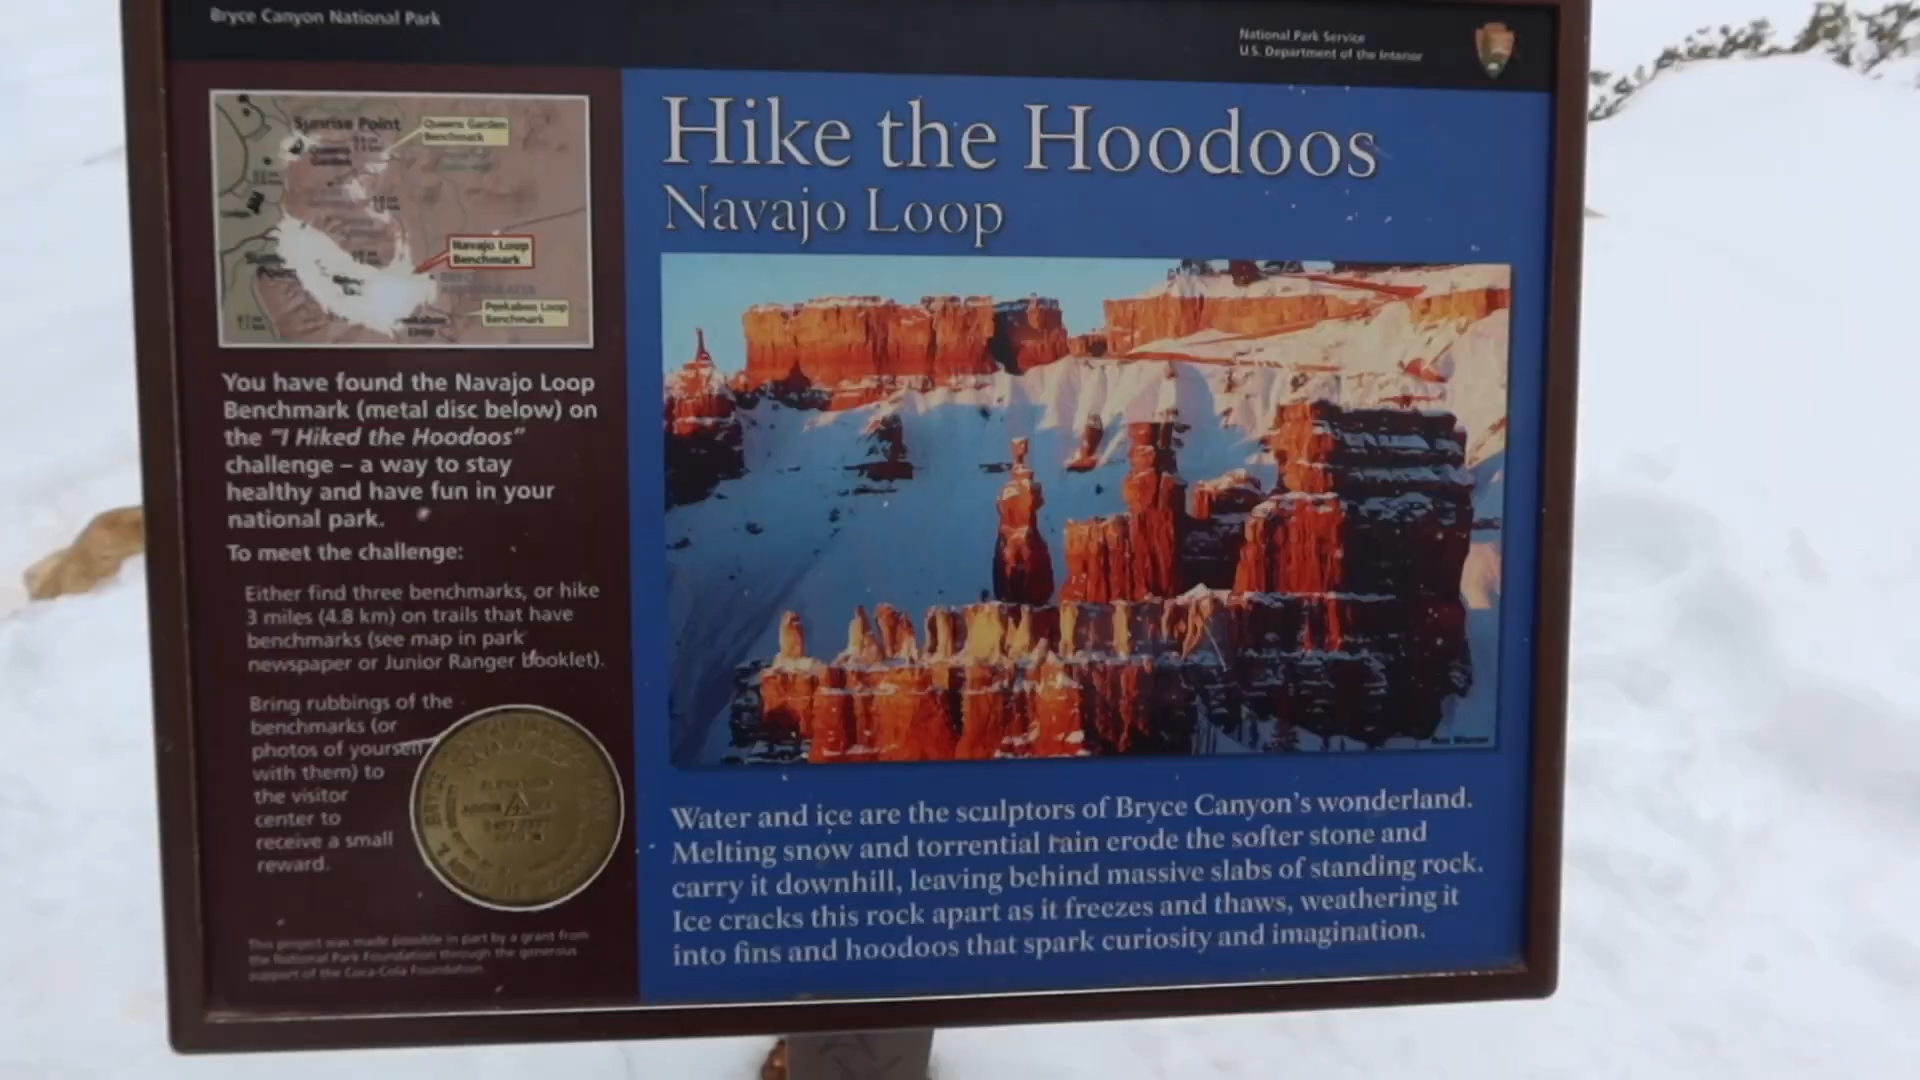 Bryce Canyon National Park
National Park Service
U.S. Department of the Interior
Sunrise Point
Queens Garden
Benchmark
Navajo Loop
Benchmark
Peekaboo Loop
Benchmark
Hike the Hoodoos
Navajo Loop
You have found the Navajo Loop
Benchmark (metal disc below) on
the "I Hiked the Hoodoos"
challenge – a way to stay
healthy and have fun in your
national park.
To meet the challenge:
Either find three benchmarks, or hike
3 miles (4.8 km) on trails that have
benchmarks (see map in park
newspaper or Junior Ranger booklet).
Bring rubbings of the
benchmarks (or
photos of yourself
with them) to
the visitor
center to
receive a small
reward.
BRYCE
ELEVATION
This project was made possible in part by a grant from
the National Park Foundation through the generous
support of the Coca-Cola Foundation.
Water and ice are the sculptors of Bryce Canyon's wonderland.
Melting snow and torrential rain erode the softer stone and
carry it downhill, leaving behind massive slabs of standing rock.
Ice cracks this rock apart as it freezes and thaws, weathering it
into fins and hoodoos that spark curiosity and imagination.